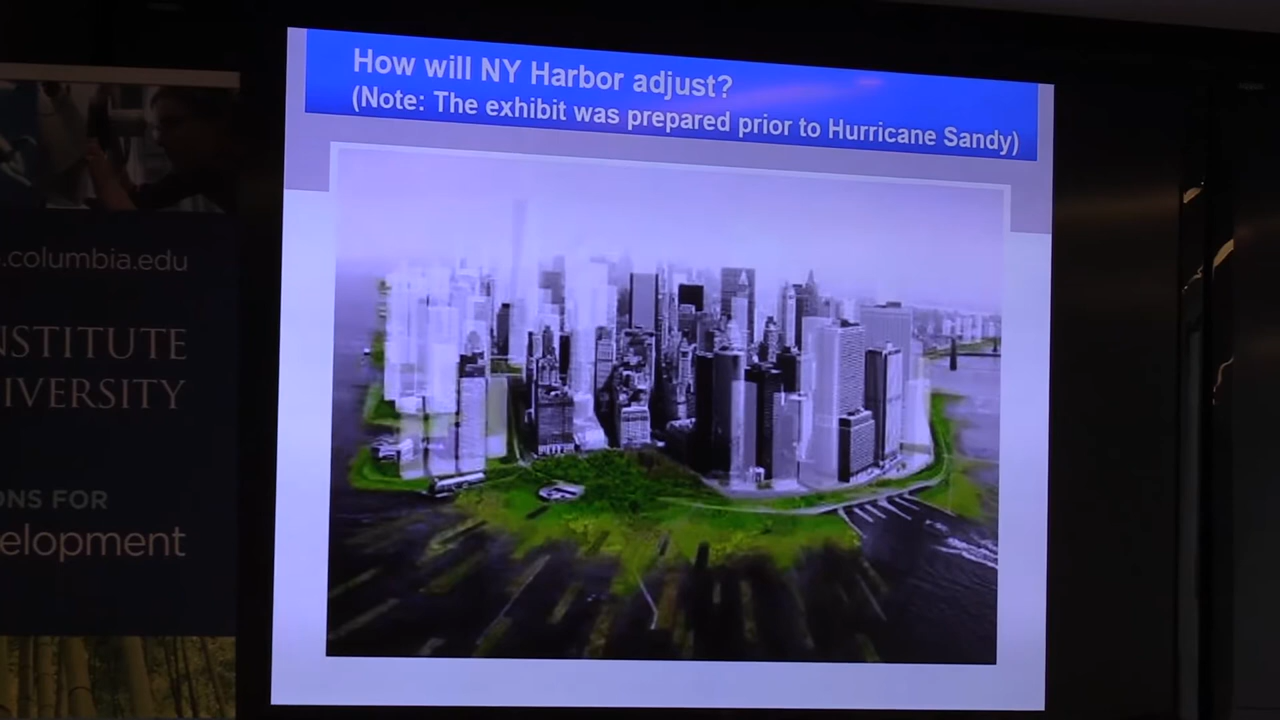 How will NY Harbor adjust?
(Note: The exhibit was prepared prior to Hurricane Sandy)
.columbia.edu
NSTITUTE
IVERSITY
ONS FOR
elopment